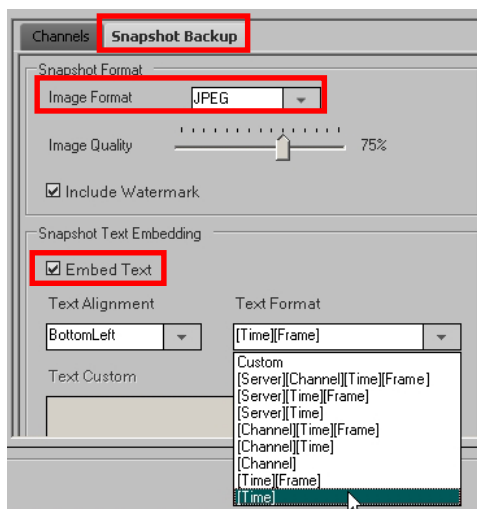 Channels Snapshot Backup
Snapshot Format
Image Format JPEG
Image Quality 75%
Include Watermark
Snapshot Text Embedding
Embed Text
Text Alignment Text Format
BottomLeft [Time][Frame]
Text Custom
Custom
[Server][Channel][Time][Frame]
[Server][Time][Frame]
[Server][Time]
[Channel][Time][Frame]
[Channel][Time]
[Channel]
[Time][Frame]
[Time]